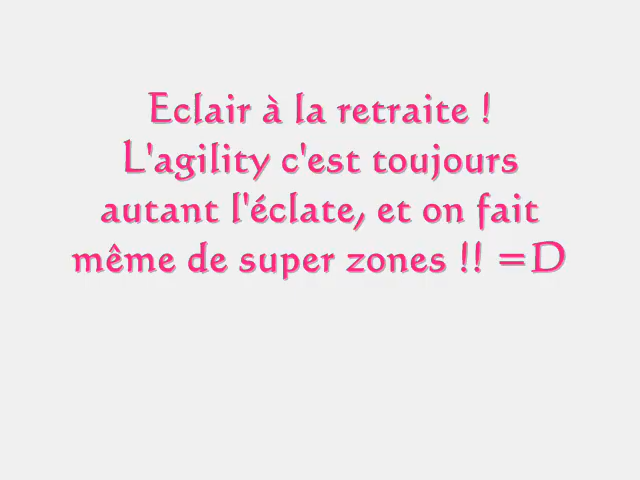 Eclair à la retraite !
L'agility c'est toujours
autant l'éclate, et on fait
même de super zones !! =D